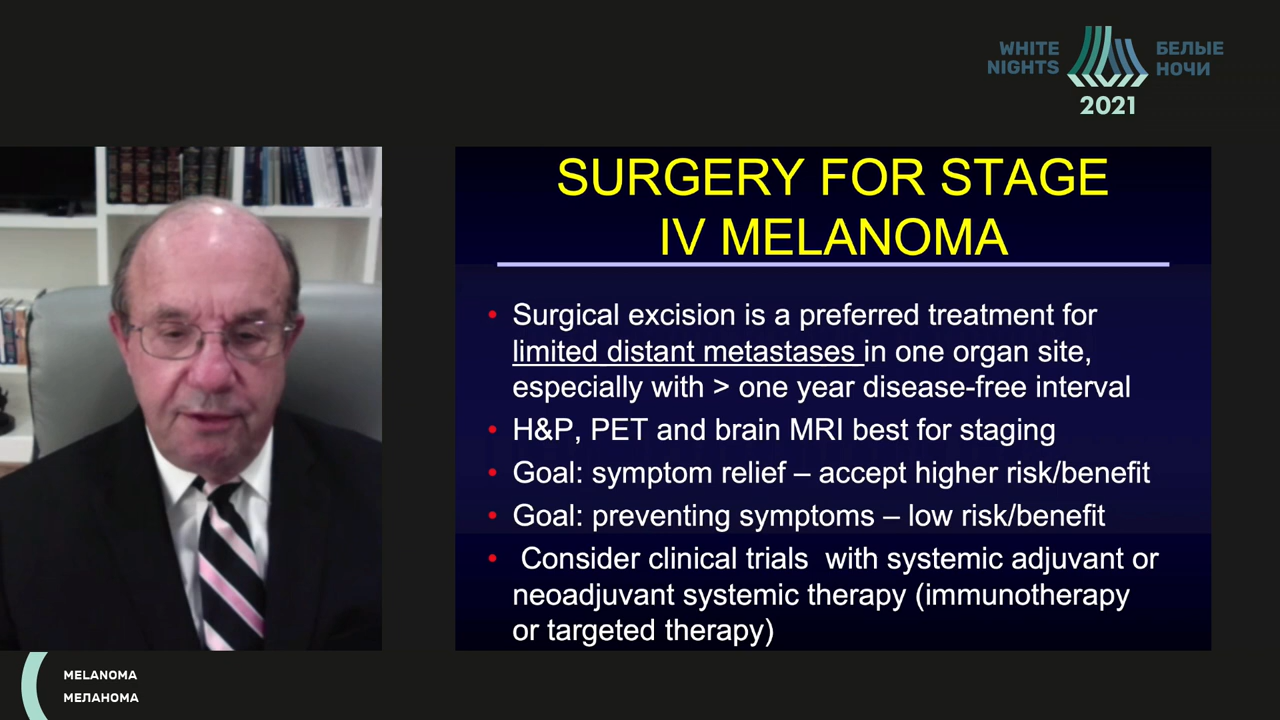 WHITE
NIGHTS
БЕЛЫЕ
НОЧИ
2021
SURGERY FOR STAGE
IV MELANOMA
• Surgical excision is a preferred treatment for
limited distant metastases in one organ site,
especially with > one year disease-free interval
• H&P, PET and brain MRI best for staging
• Goal: symptom relief – accept higher risk/benefit
• Goal: preventing symptoms – low risk/benefit
• Consider clinical trials with systemic adjuvant or
neoadjuvant systemic therapy (immunotherapy
or targeted therapy)
MELANOMA
МЕЛАНОМА